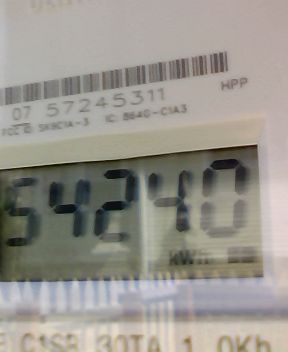 HPP
07 57245311
FCC ID: SK9C1A-3 IC: 864G-C1A3
54240
kWh
C1SR 30TA 1.0Kh